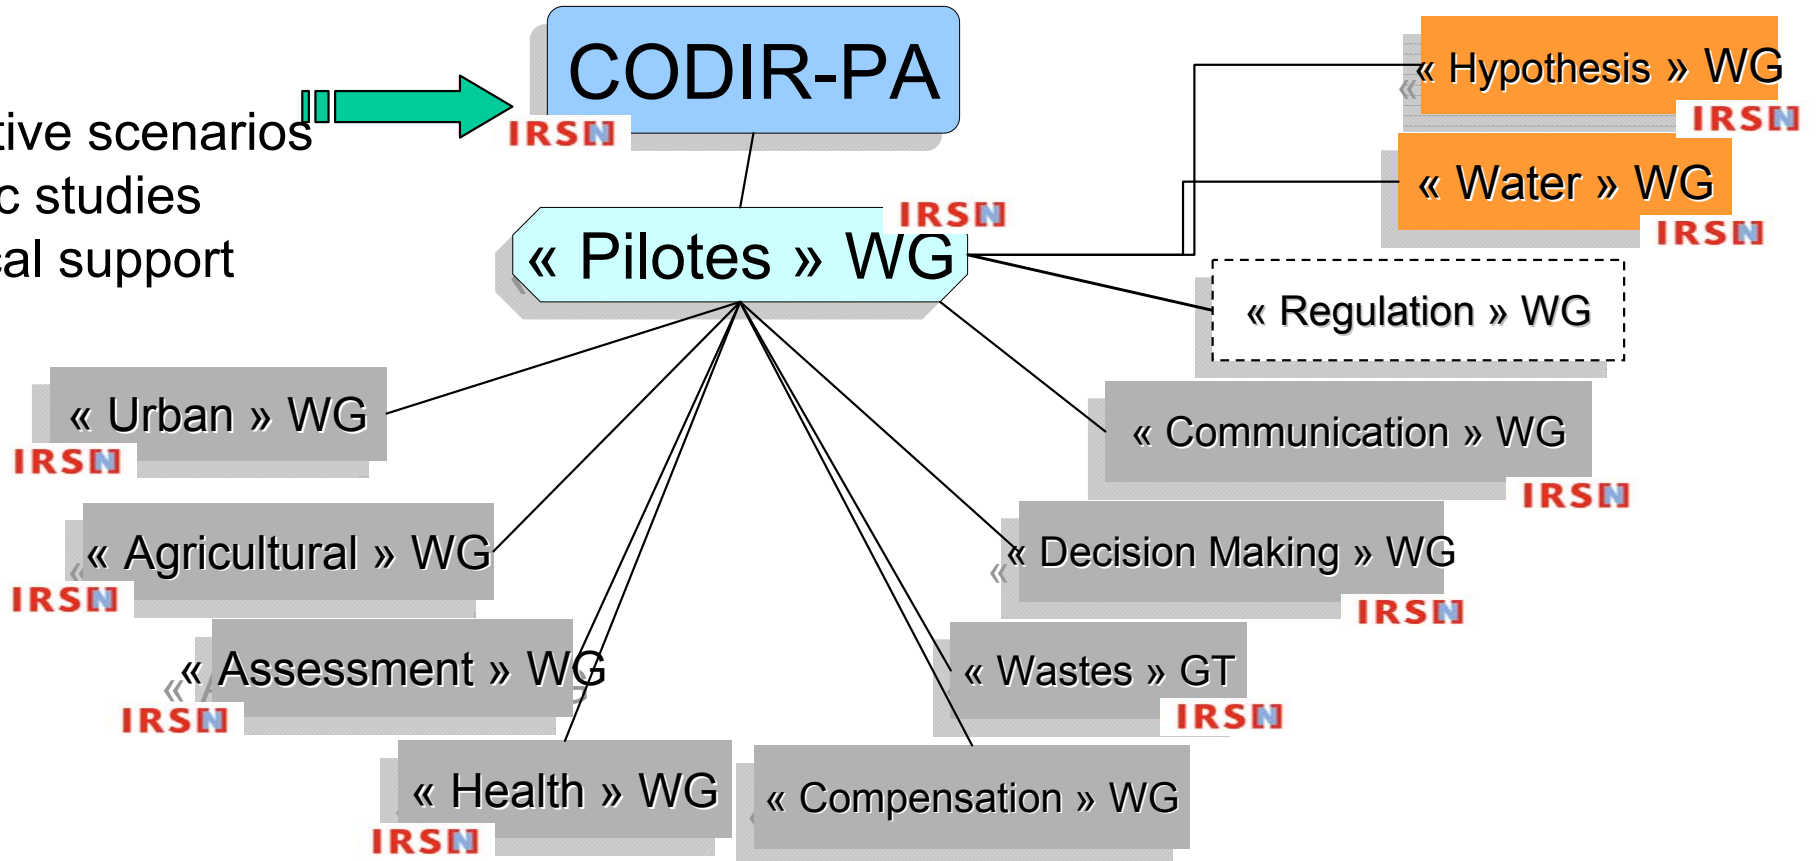 CODIR-PA
IRSN
tive scenarios
c studies
cal support
« Pilotes » WG
IRSN
« Hypothesis » WG
IRSN
« Water » WG
IRSN
« Regulation » WG
« Urban » WG
IRSN
« Communication » WG
IRSN
« Agricultural » WG
IRSN
« Decision Making » WG
IRSN
« Assessment » WG
IRSN
« Wastes » GT
IRSN
« Health » WG
IRSN
« Compensation » WG